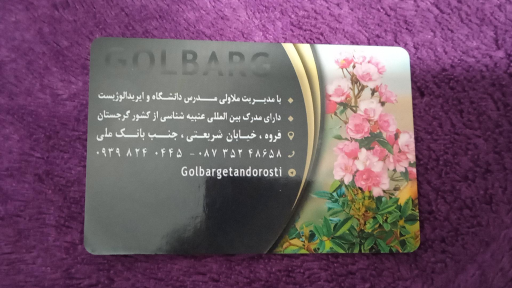 GOLBARG
با مدیریت ملاولی مدرس دانشگاه و ایریدالوژیست
دارای مدرک بین المللی عنبیه شناسی از کشور گرجستان
قروه ، خیابان شریعتی ، جنب بانک ملی
۰۹۳۹ ۸۲۴ ۰۴۴۵ - ۰۸۷ ۳۵۲ ۴۸۶۵۸
Golbargetandorosti